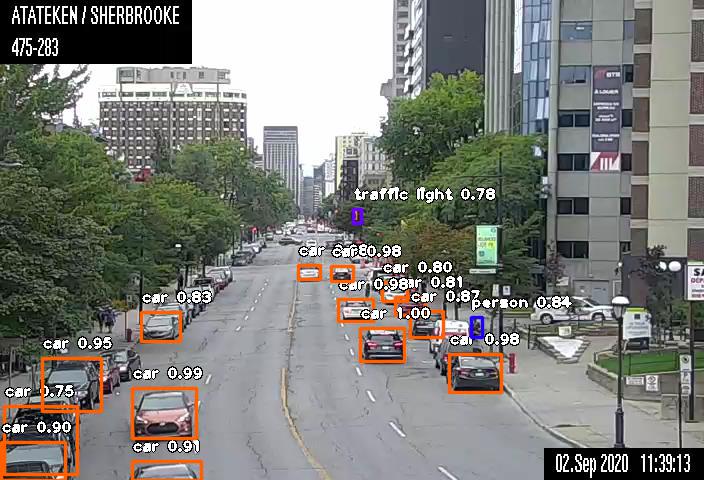 ATATEKEN / SHERBROOKE
475-283
traffic light 0.78
car 0.98
car 0.80
car 0.98
car 0.81
car 0.83
car 0.87
person 0.84
car 1.00
car 0.98
car 0.95
car 0.99
car 0.75
car 0.90
car 0.91
À LOUER
02.Sep 2020 11:39:13